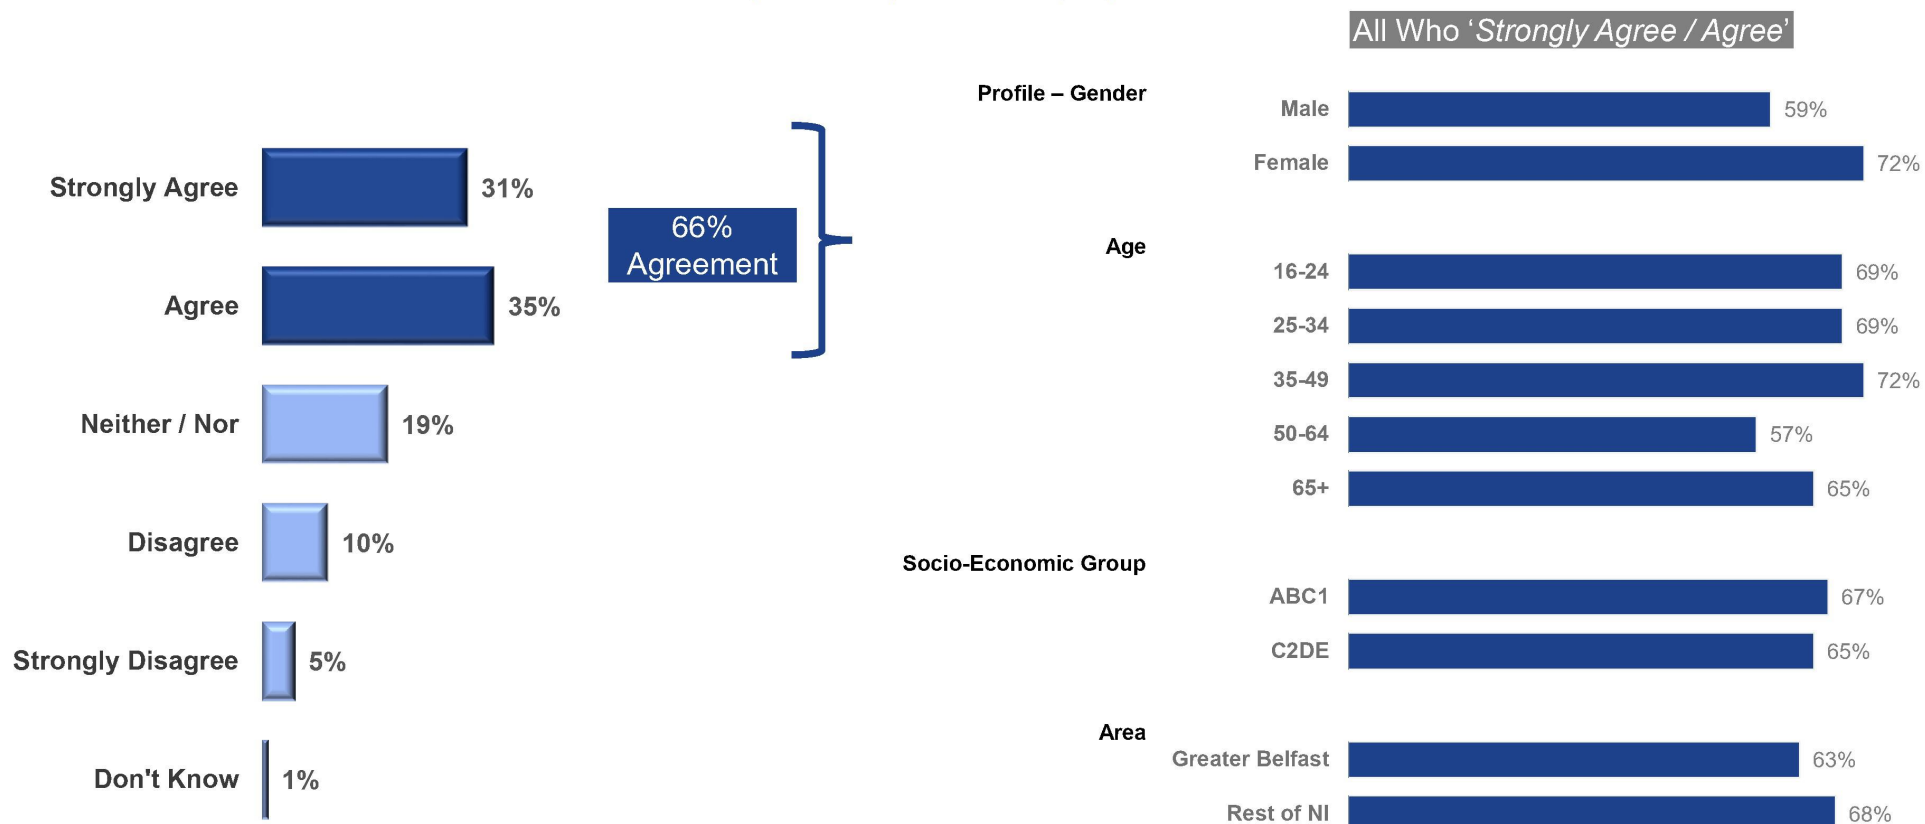 All Who ‘Strongly Agree / Agree’
Strongly Agree 31%
Agree 35%
Neither / Nor 19%
Disagree 10%
Strongly Disagree 5%
Don't Know 1%
66%
Agreement
Profile – Gender
Male 59%
Female 72%
Age
16-24 69%
25-34 69%
35-49 72%
50-64 57%
65+ 65%
Socio-Economic Group
ABC1 67%
C2DE 65%
Area
Greater Belfast 63%
Rest of NI 68%